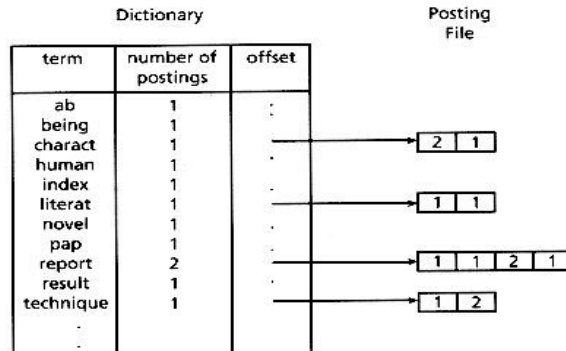 Dictionary
Posting
File
term number of postings offset
ab 1 :
being 1
charact 1 2 1
human 1 .
index 1 .
literat 1 1 1
novel 1 .
pap 1 .
report 2 1 1 2 1
result 1 .
technique 1 1 2
. .
. .
. .